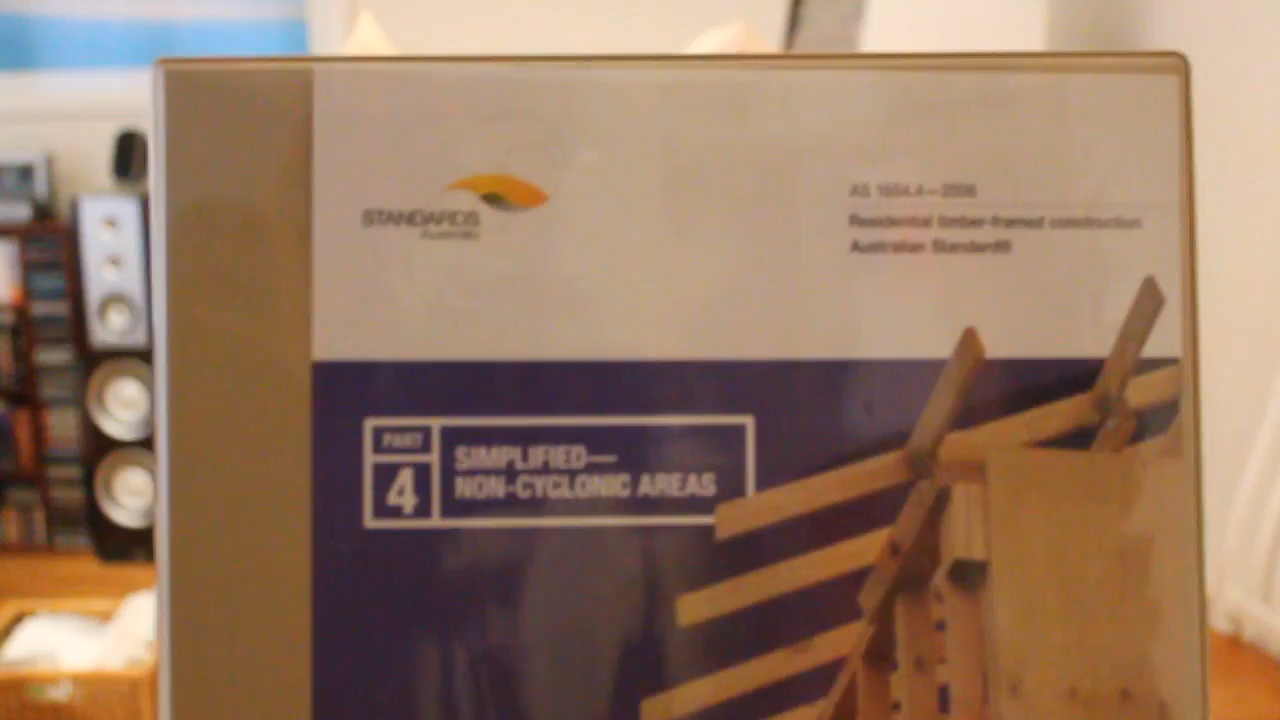 STANDARDS
Australia
AS 1684.4—2006
Residential timber-framed construction
Australian Standard®
PART
4
SIMPLIFIED—
NON-CYCLONIC AREAS